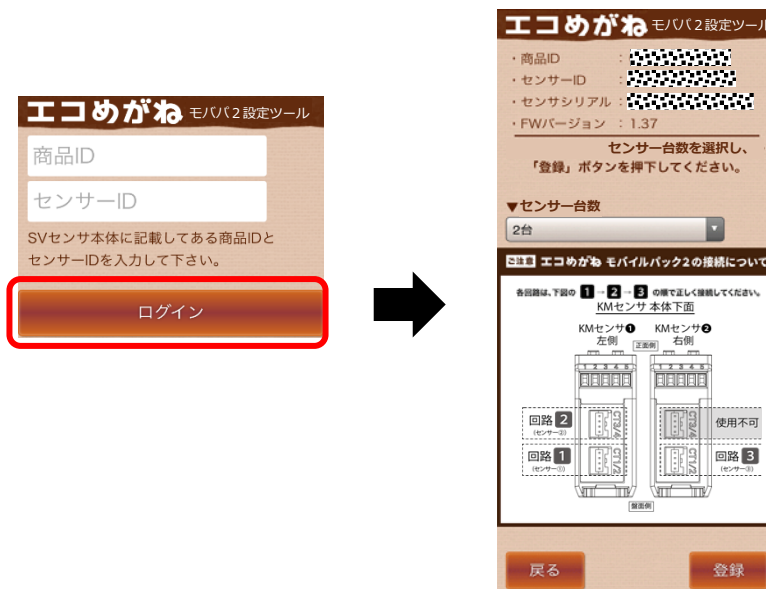 エコめがね モバパ2設定ツール
商品ID
センサーID
SVセンサ本体に記載してある商品IDと
センサーIDを入力して下さい。
ログイン
エコめがね モバパ2設定ツール
・商品ID :
・センサーID :
・センサシリアル :
・FWバージョン : 1.37
センサー台数を選択し、
「登録」ボタンを押下してください。
▼センサー台数
2台
ご注意 エコめがね モバイルパック2の接続について
各回路は、下図の 1 → 2 → 3 の順で正しく接続してください。
KMセンサ 本体下面
KMセンサ❶ KMセンサ❷
左側 正面側 右側
1 2 3 4 5 1 2 3 4 5
回路 2 CT3/4 CT3/4 使用不可
(センサー②)
回路 1 CT1/2 CT1/2 回路 3
(センサー①) (センサー③)
盤面側
戻る 登録